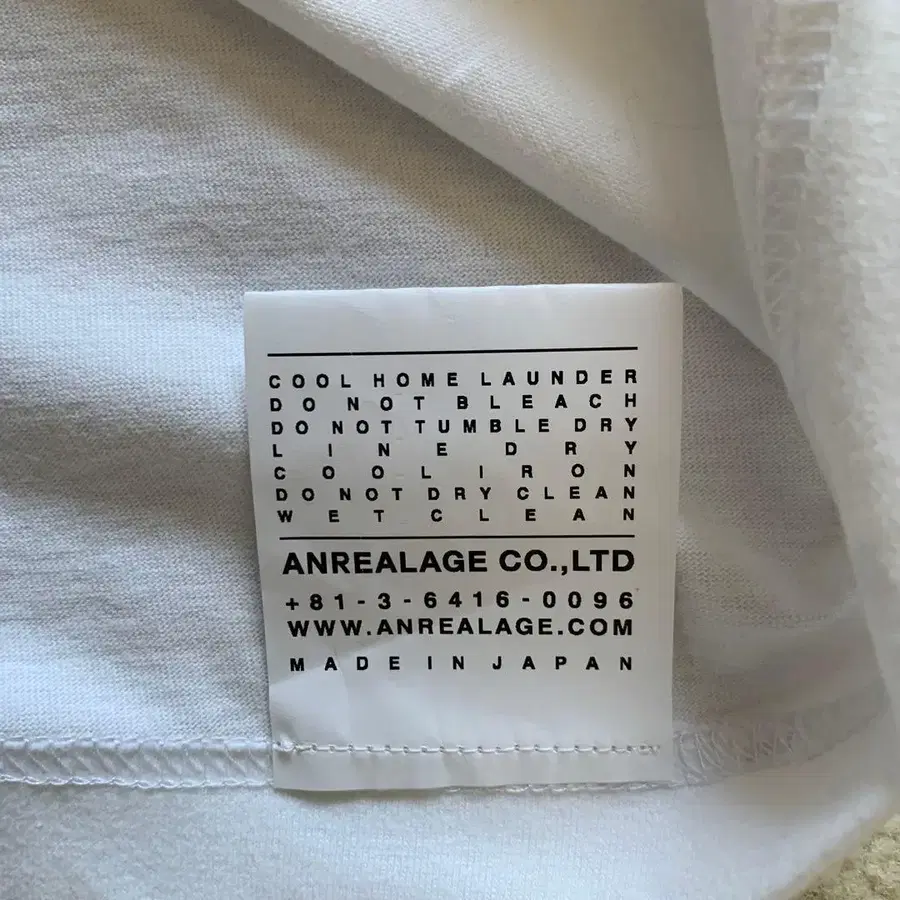 COOL HOME LAUNDER
DO NOT BLEACH
DO NOT TUMBLE DRY
LINE DRY
COOL IRON
DO NOT DRY CLEAN
WET CLEAN
ANREALAGE CO.,LTD
+81-3-6416-0096
WWW.ANREALAGE.COM
MADE IN JAPAN